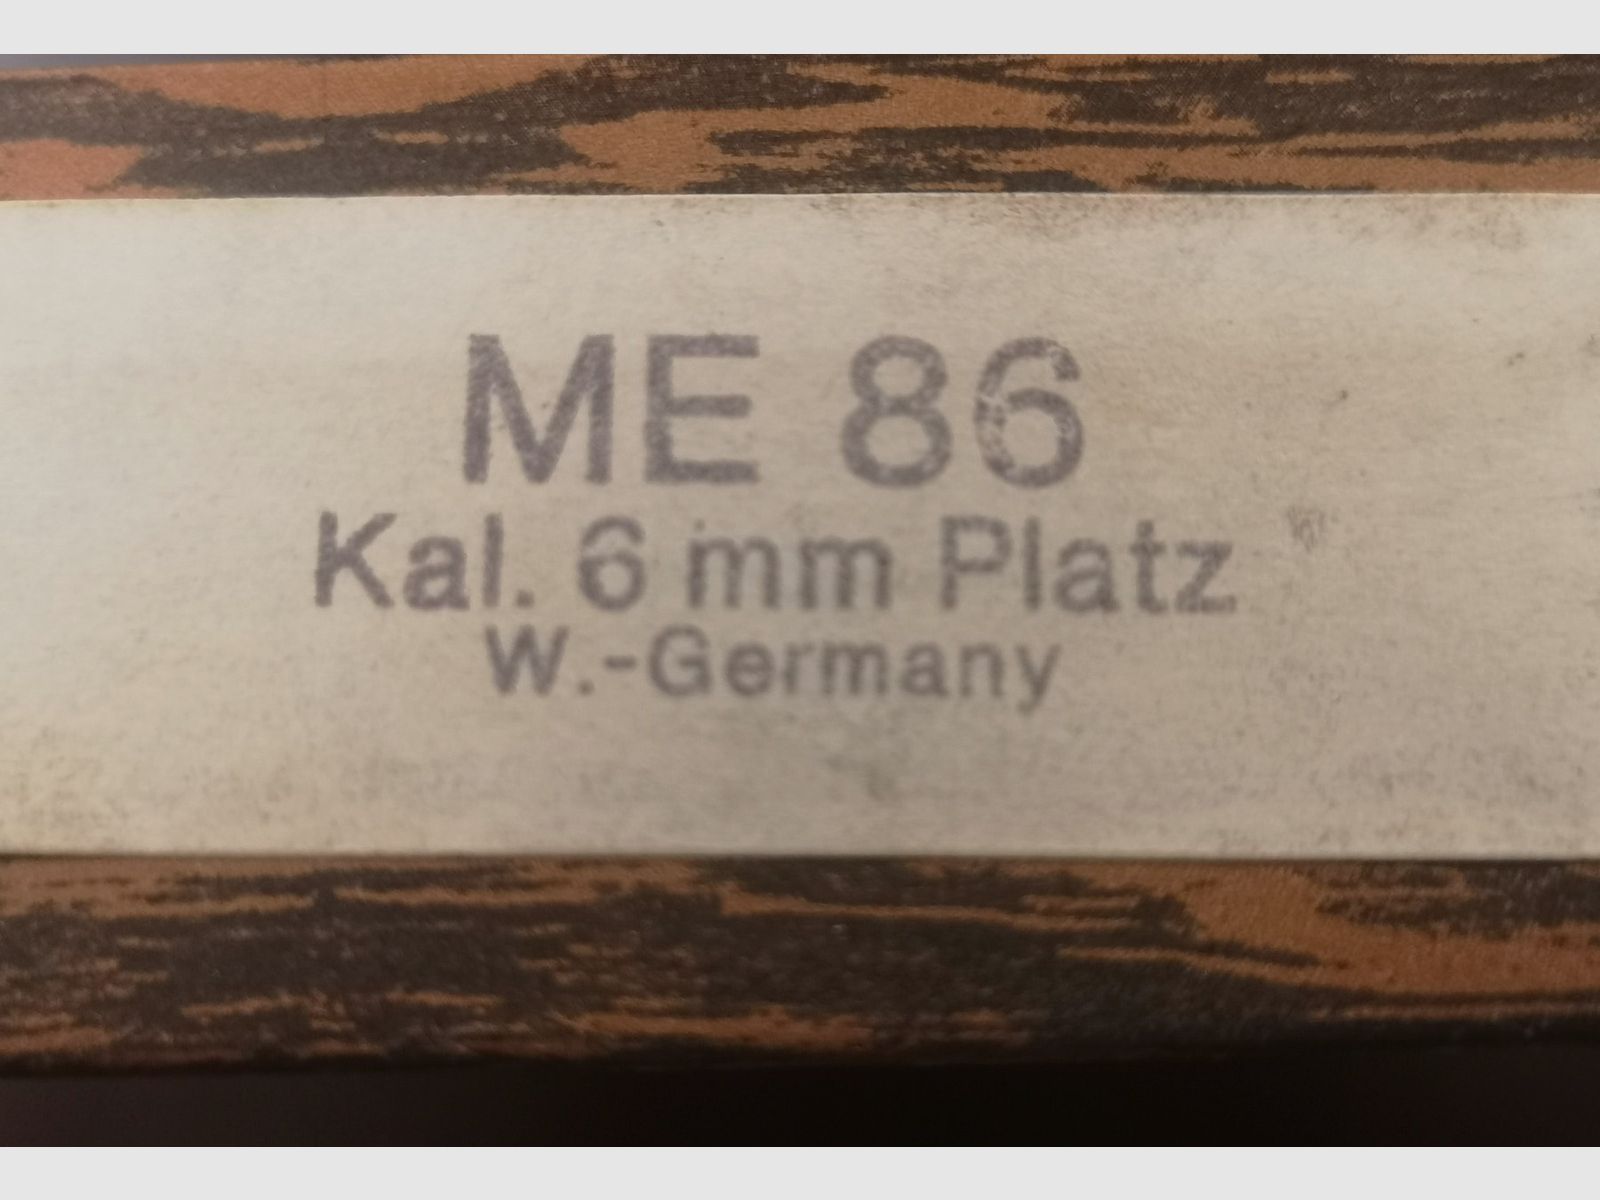 ME 86
Kal. 6 mm Platz
W.-Germany